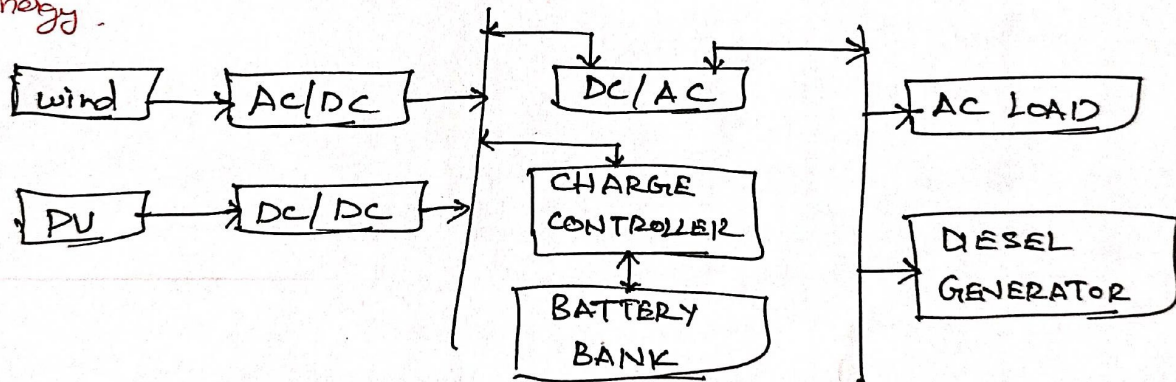 nergy.
wind
AC/DC
DC/AC
AC LOAD
PV
DC/DC
CHARGE
CONTROLLER
DIESEL
GENERATOR
BATTERY
BANK